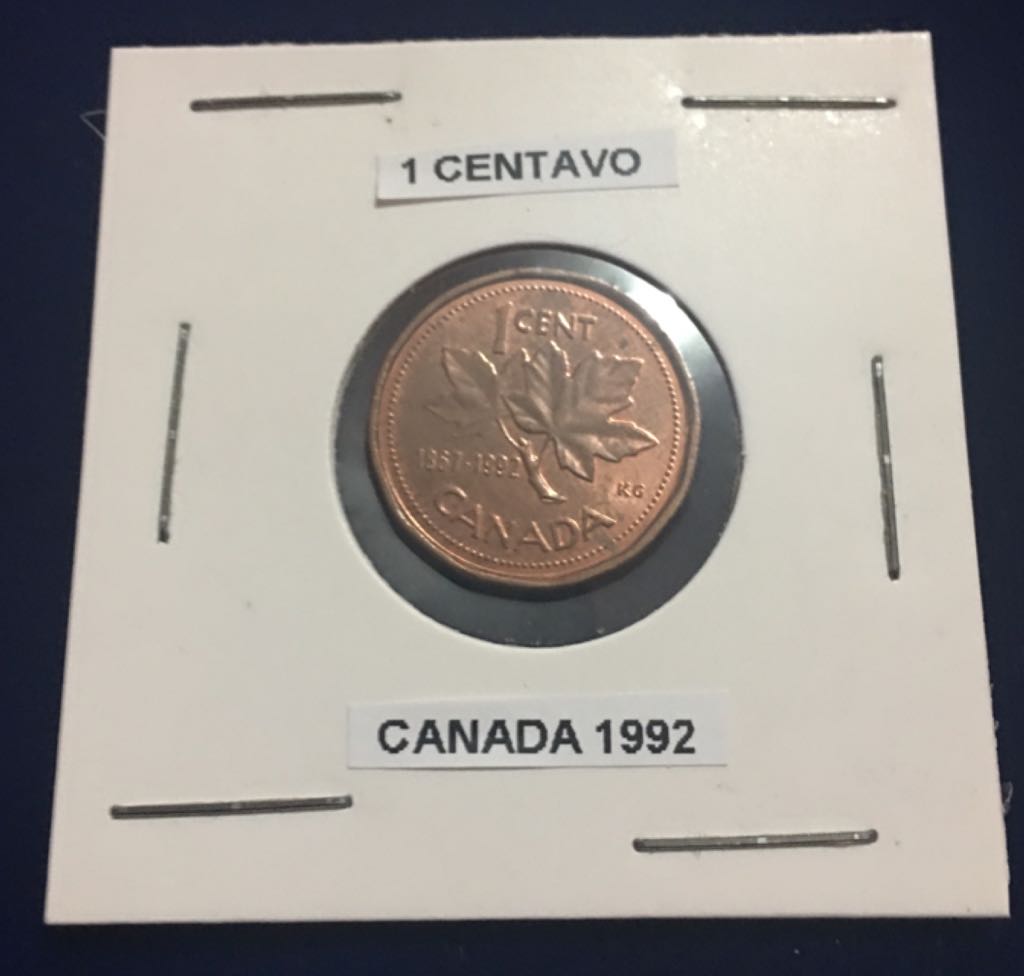 1 CENTAVO
1 CENT
1867-1992
KG
CANADA
CANADA 1992